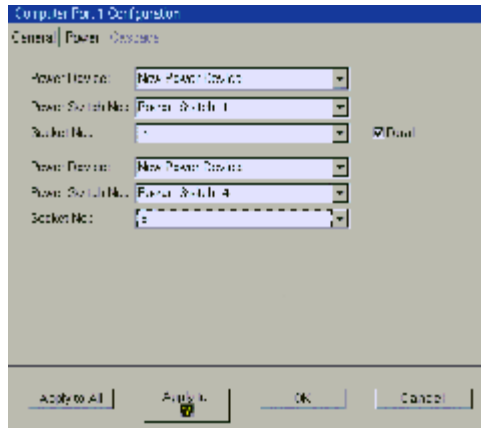 Computer Port 1 Configuration
General Power Cascade
Power Device: New Power Device
Power Switch No.: Power Switch 1
Socket No.:
Power Device: New Power Device
Power Switch No.: Power Switch 4
Socket No.:
Apply to All
Apply to
OK
Cancel